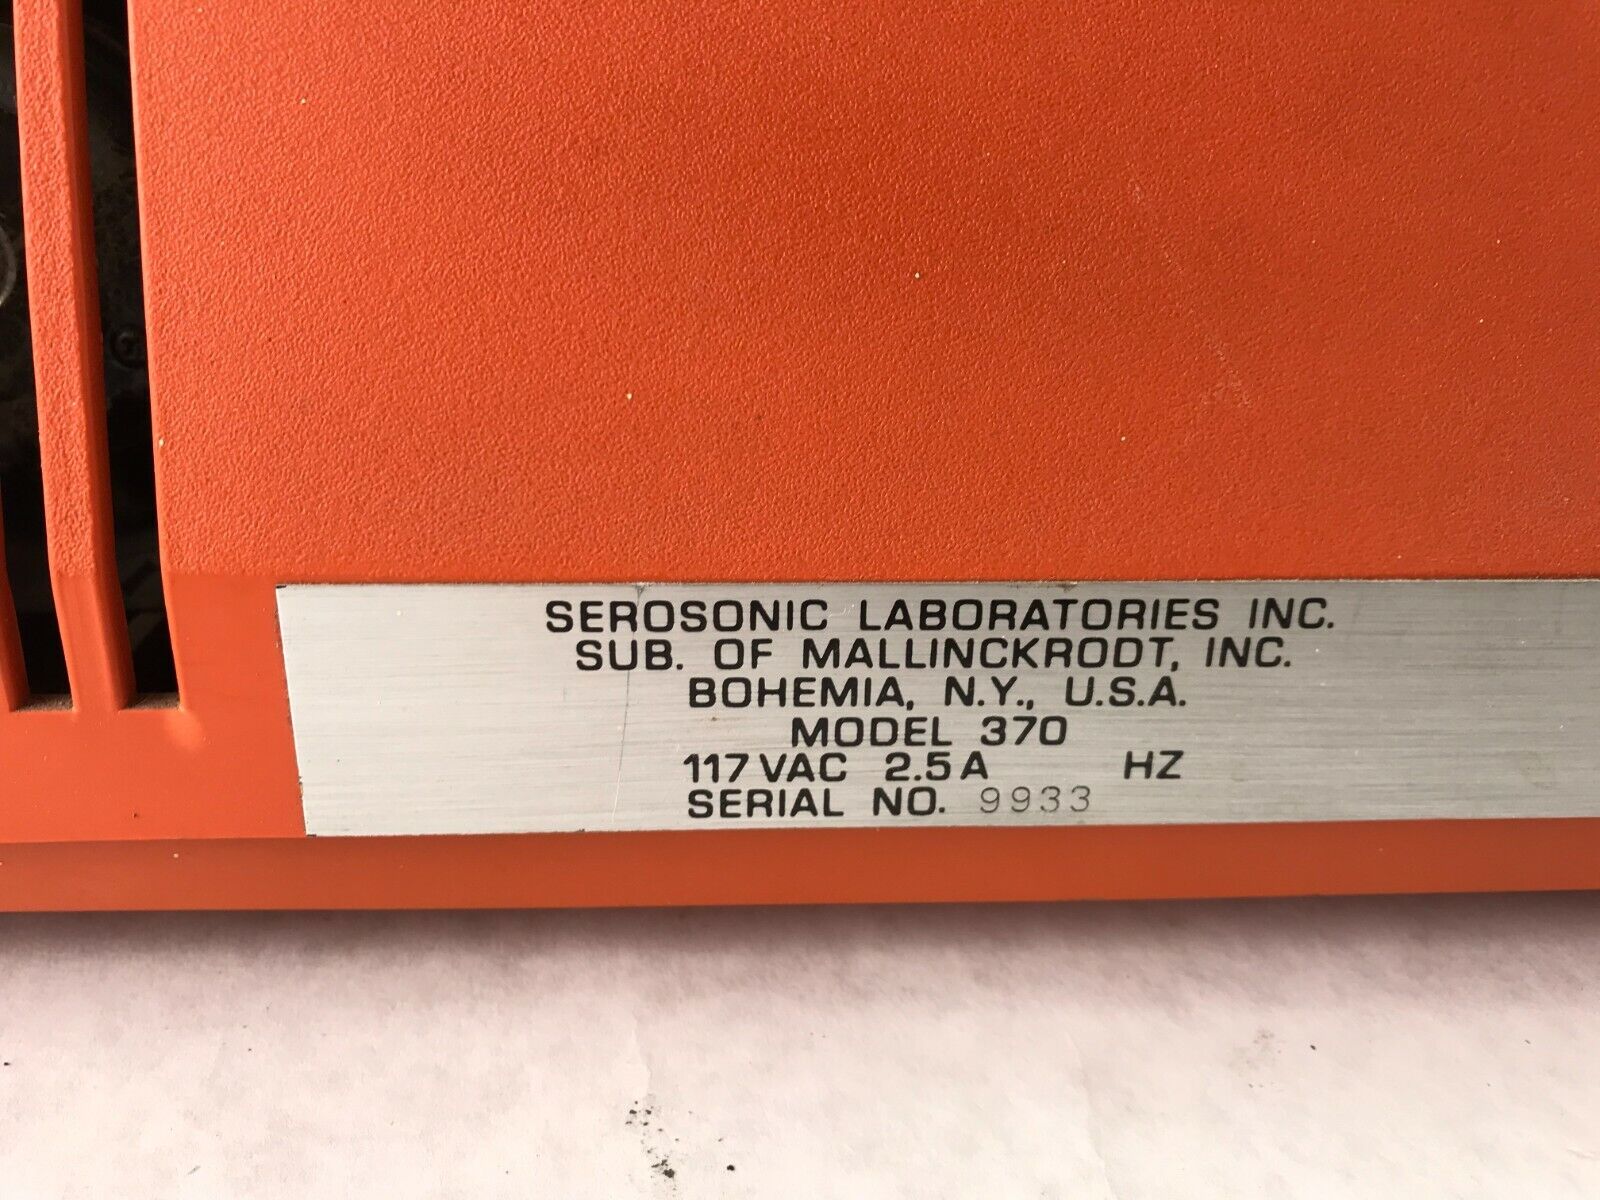 SEROSONIC LABORATORIES INC.
SUB. OF MALLINCKRODT, INC.
BOHEMIA, N.Y., U.S.A.
MODEL 370
117 VAC 2.5 A HZ
SERIAL NO. 9933